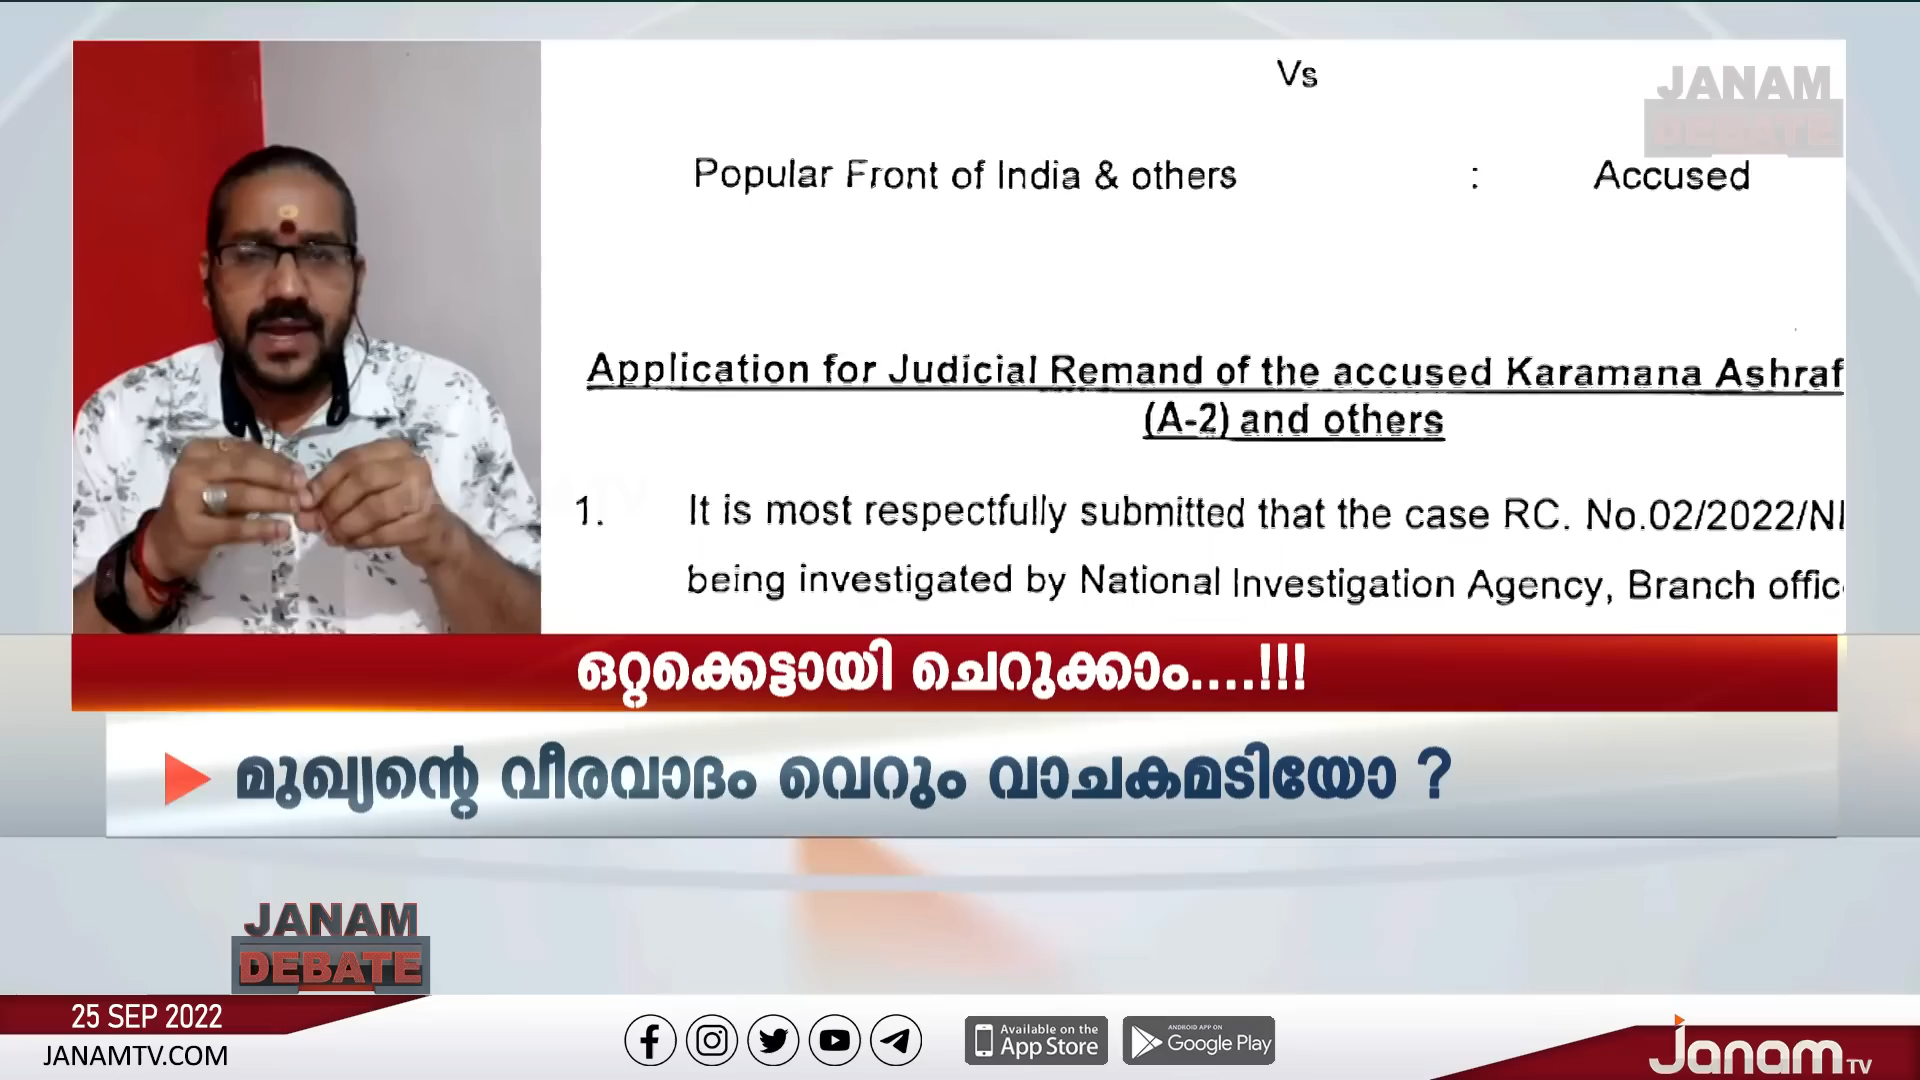 Vs
JANAM
DEBATE
Popular Front of India & others : Accused
Application for Judicial Remand of the accused Karamana Ashraf
(A-2) and others
1. It is most respectfully submitted that the case RC. No.02/2022/NI
being investigated by National Investigation Agency, Branch offic
ഒറ്റക്കെട്ടായി ചെറുക്കാം....!!!
മുഖ്യന്റെ വീരവാദം വെറും വാചകമടിയോ ?
JANAM
DEBATE
25 SEP 2022
JANAMTV.COM
Available on the
App Store
ANDROID APP ON
Google Play
Janam TV